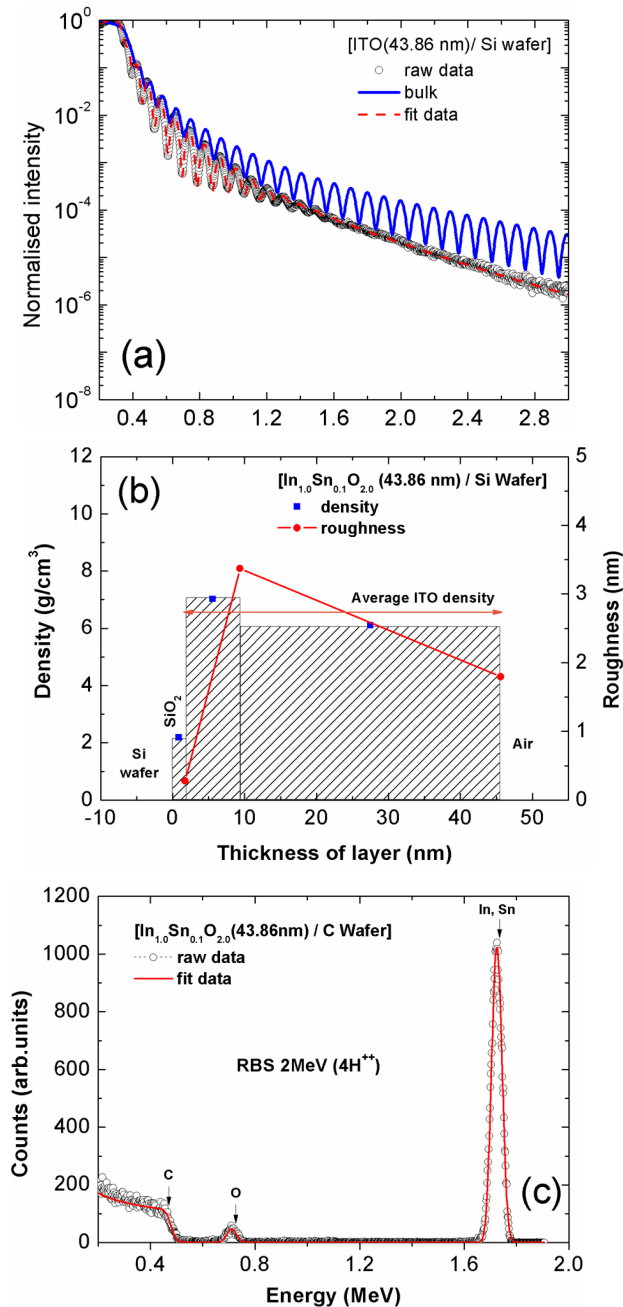 10⁰
10⁻²
10⁻⁴
10⁻⁶
10⁻⁸
Normalised intensity
[ITO(43.86 nm)/ Si wafer]
raw data
bulk
fit data
(a)
0.4 0.8 1.2 1.6 2.0 2.4 2.8
12
10
8
6
4
2
0
Density (g/cm³)
(b)
[In₁.₀Sn₀.₁O₂.₀ (43.86 nm) / Si Wafer]
density
roughness
Average ITO density
SiO₂
Si
wafer
Air
5
4
3
2
1
0
Roughness (nm)
-10 0 10 20 30 40 50
Thickness of layer (nm)
1200
1000
800
600
400
200
0
Counts (arb.units)
[In₁.₀Sn₀.₁O₂.₀(43.86nm) / C Wafer]
raw data
fit data
In, Sn
RBS 2MeV (4H⁺⁺)
C
O
(c)
0.4 0.8 1.2 1.6 2.0
Energy (MeV)